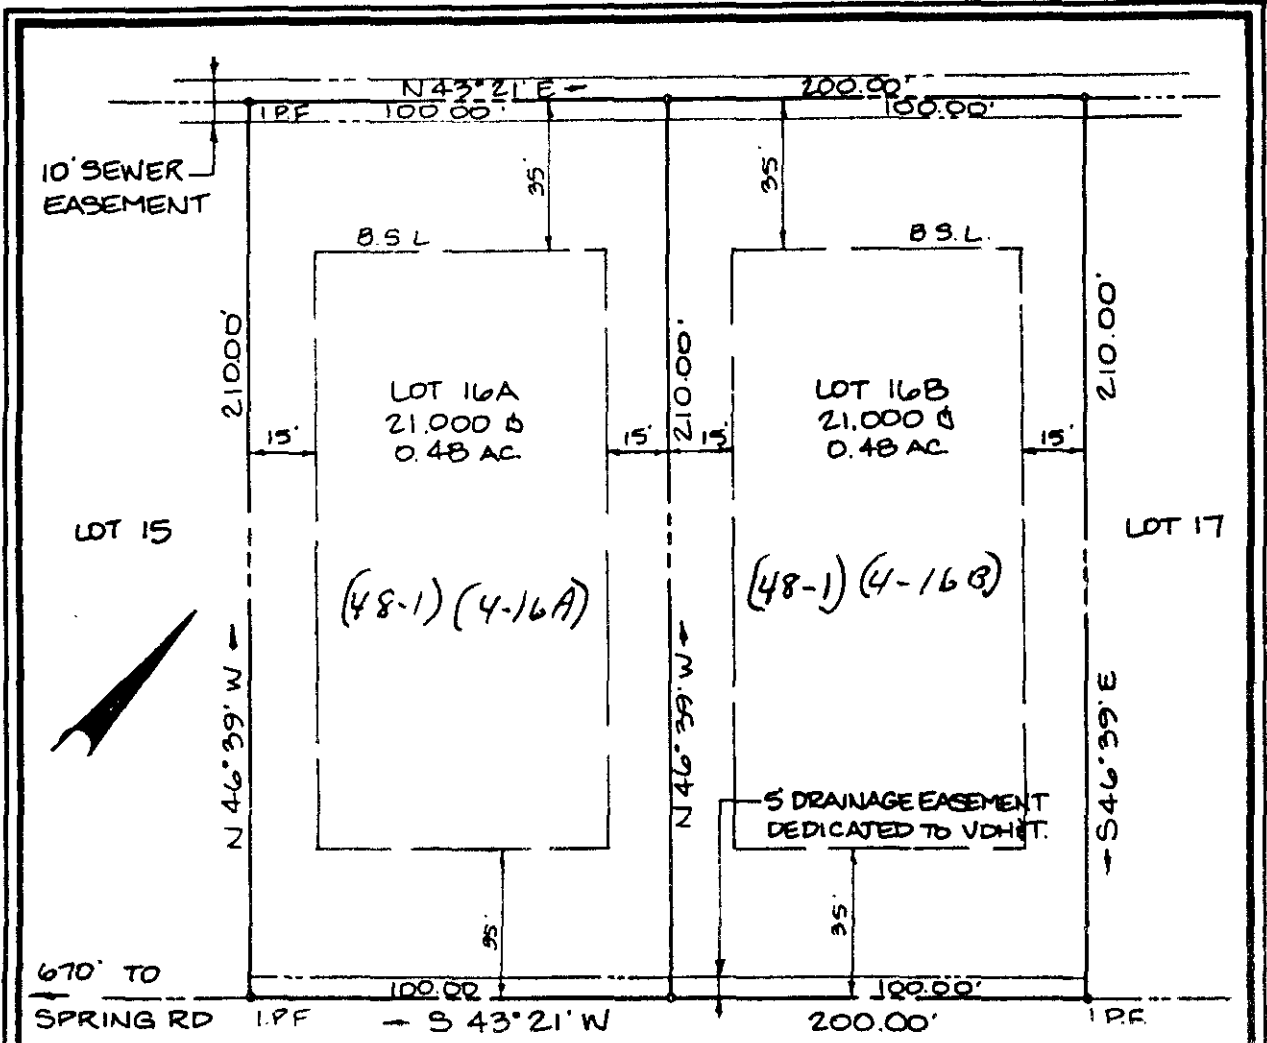 N 43° 21' E 200.00'
I.P.F 100.00' 100.00'
10' SEWER
EASEMENT
35'
35'
B.S.L
B.S.L.
210.00'
210.00'
210.00'
LOT 16A
21.000
0.48 AC.
LOT 16B
21.000
0.48 AC
15'
15'
15'
15'
LOT 15
LOT 17
(48-1) (4-16A)
(48-1) (4-16B)
N 46° 39' W
N 46° 39' W
S 46° 39' E
5' DRAINAGE EASEMENT
DEDICATED TO VDH&T.
35'
35'
670' TO
SPRING RD
100.00
100.00'
I.P.F
S 43° 21' W
200.00'
I.P.F.